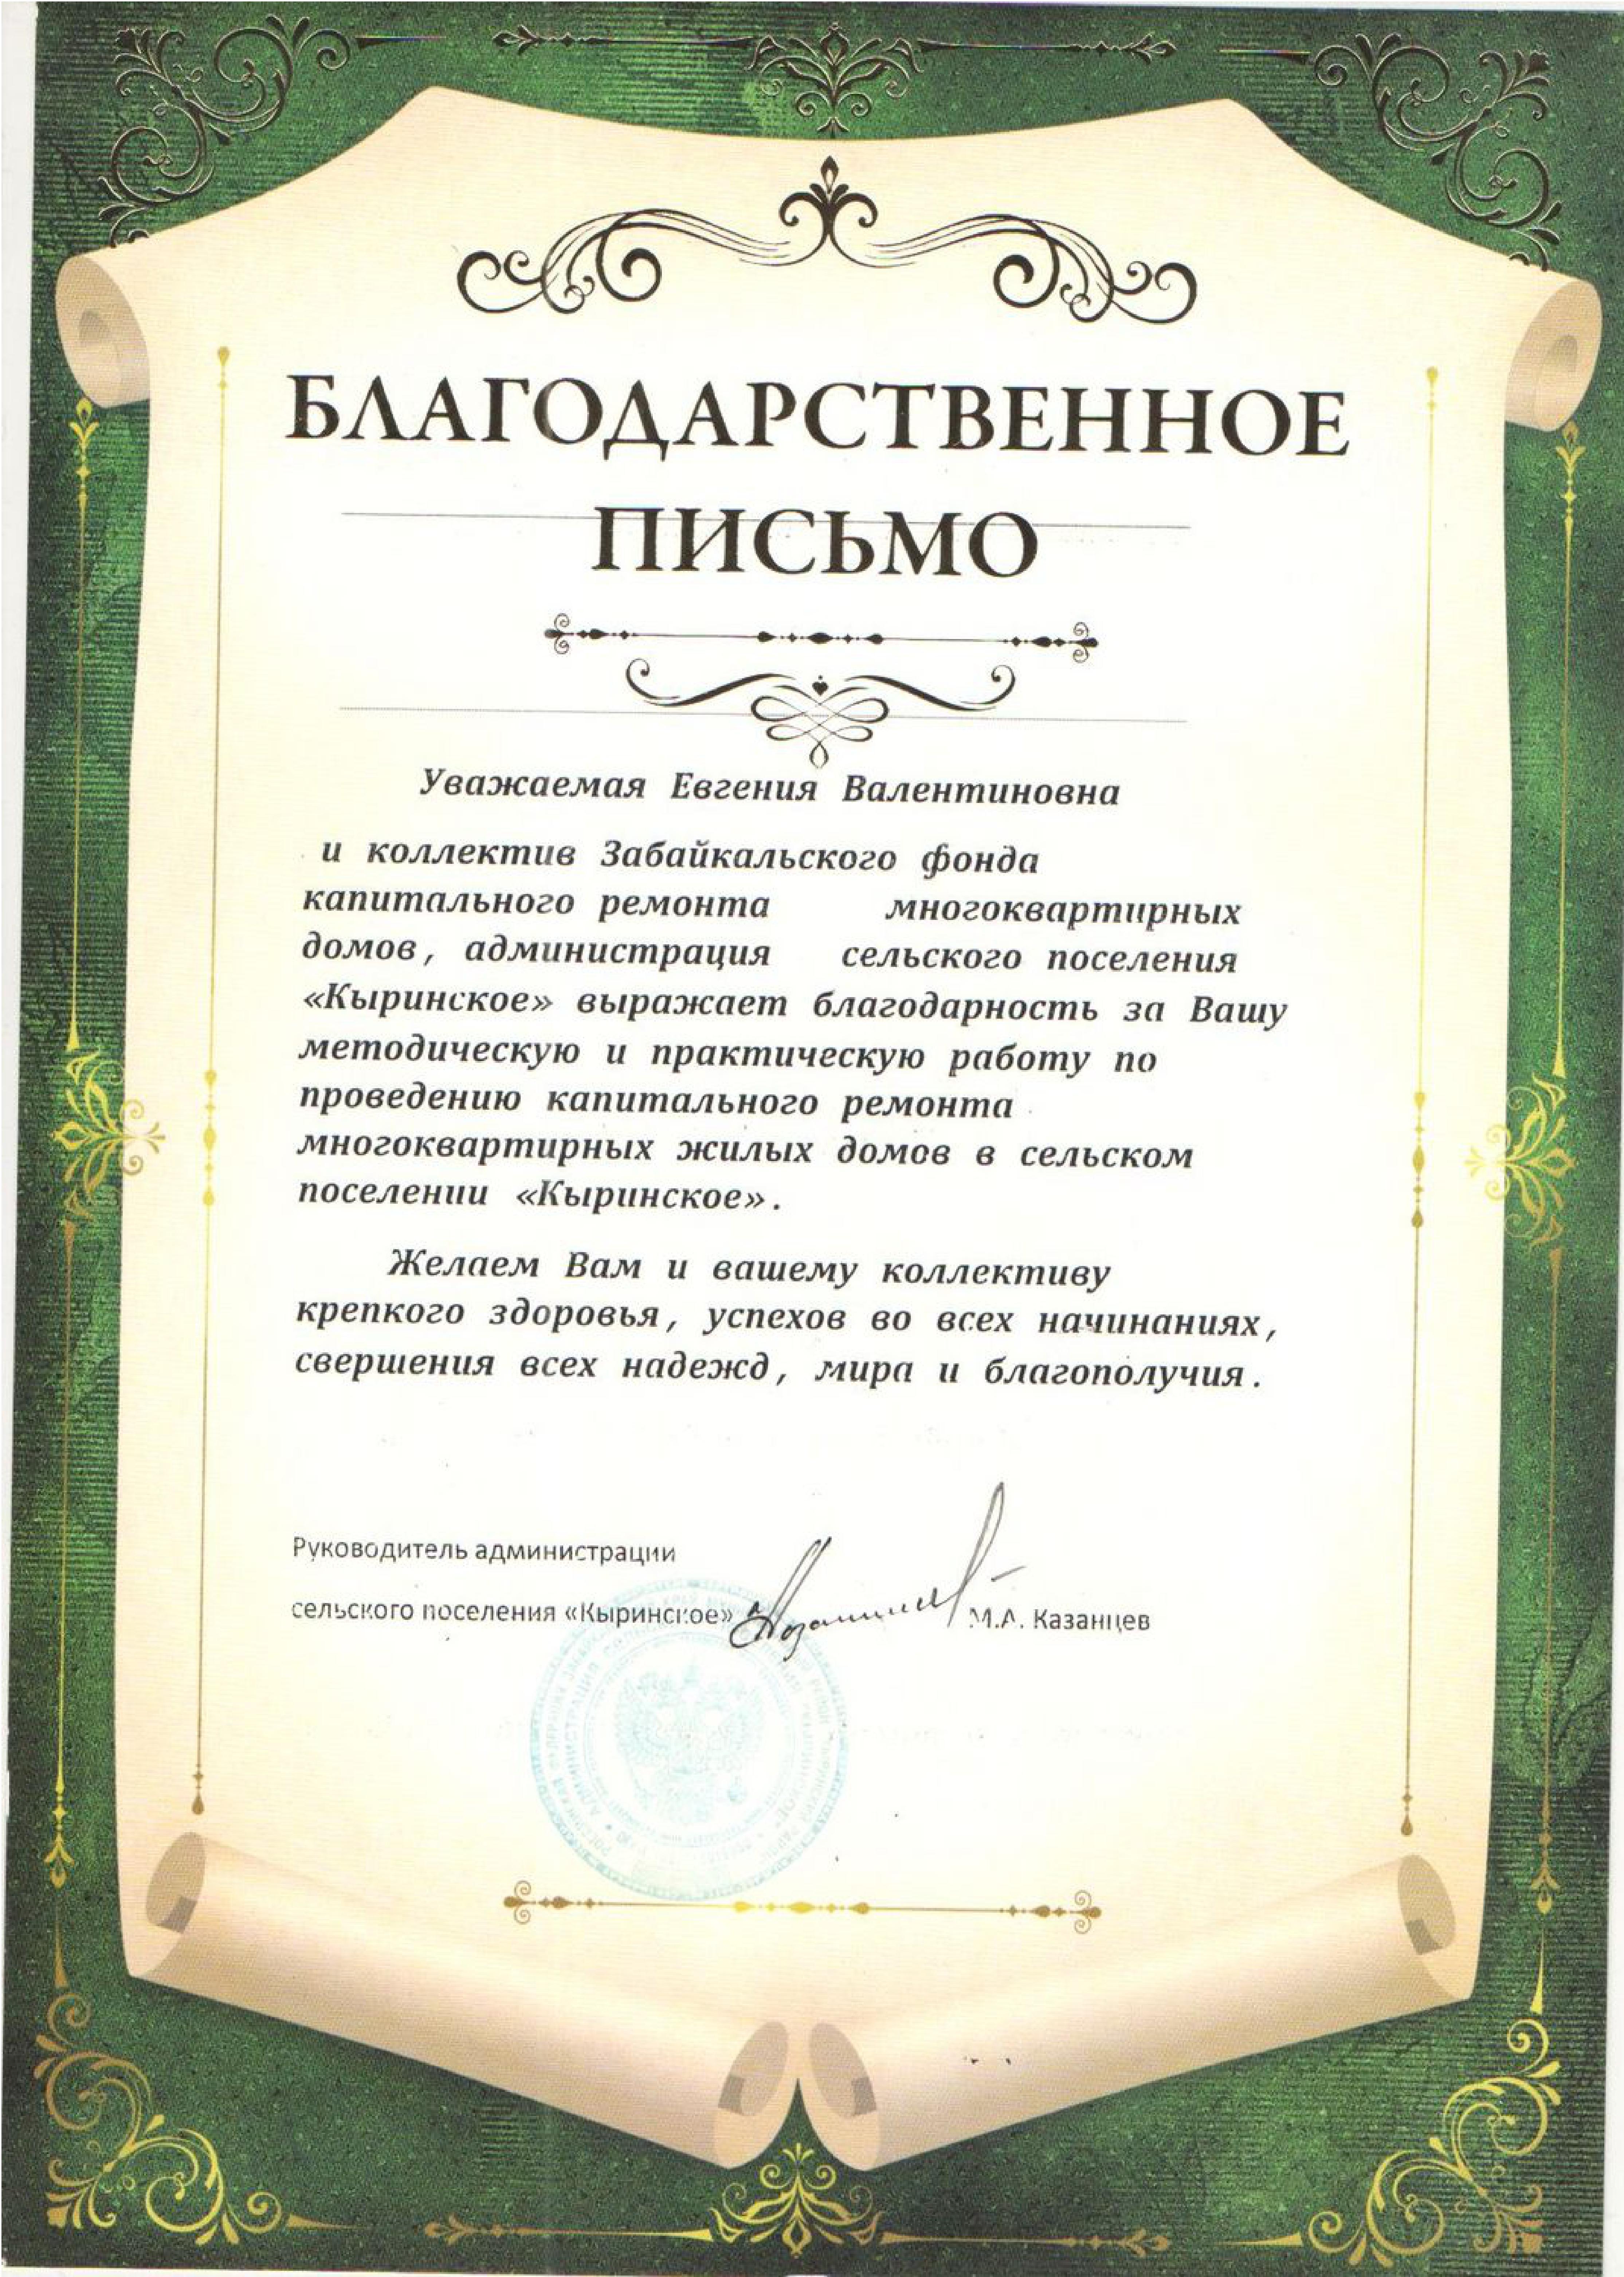 БЛАГОДАРСТВЕННОЕ
ПИСЬМО
Уважаемая Евгения Валентиновна
и коллектив Забайкальского фонда
капитального ремонта многоквартирных
домов, администрация сельского поселения
«Кыринское» выражает благодарность за Вашу
методическую и практическую работу по
проведению капитального ремонта
многоквартирных жилых домов в сельском
поселении «Кыринское».
Желаем Вам и вашему коллективу
крепкого здоровья, успехов во всех начинаниях,
свершения всех надежд, мира и благополучия.
Руководитель администрации
сельского поселения «Кыринское» М.А. Казанцев
АДМИНИСТРАЦИЯ